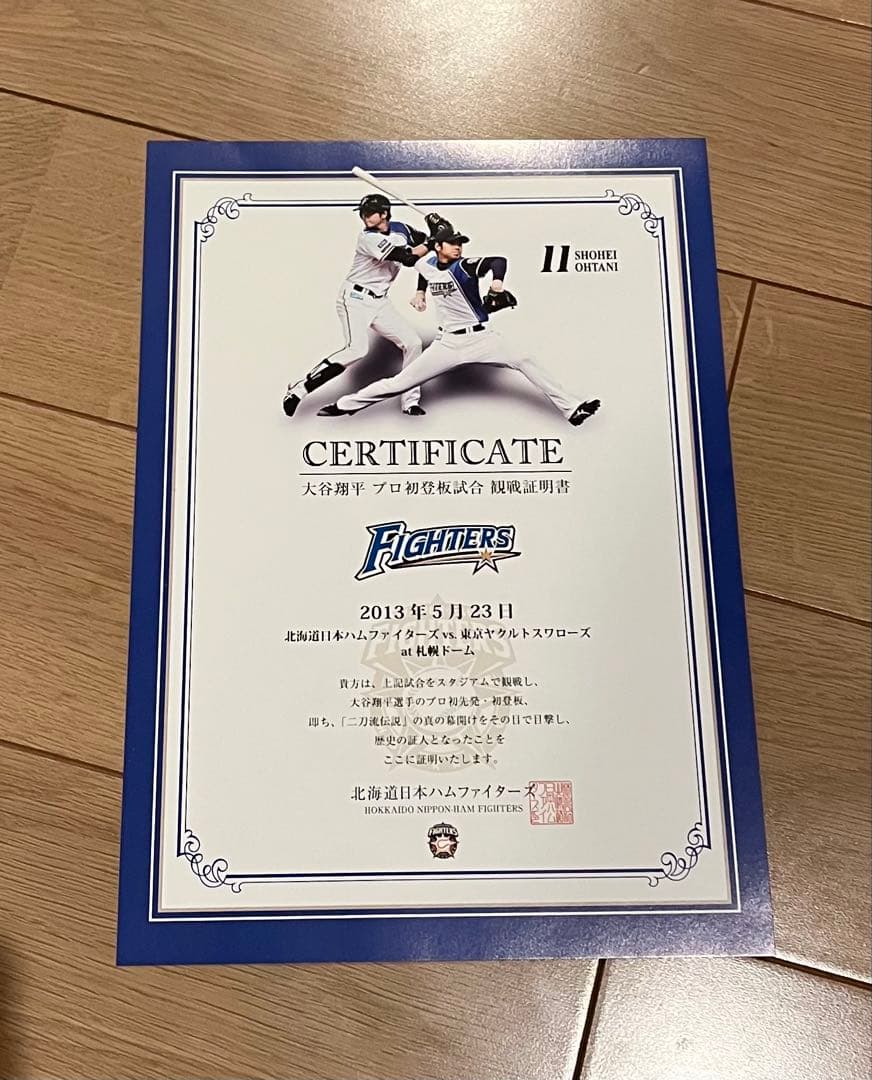 11 SHOHEI
OHTANI
CERTIFICATE
大谷翔平 プロ初登板試合 観戦証明書
FIGHTERS
2013年5月23日
北海道日本ハムファイターズ vs. 東京ヤクルトスワローズ
at 札幌ドーム
貴方は、上記試合をスタジアムで観戦し、
大谷翔平選手のプロ初先発・初登板、
即ち、「二刀流伝説」の真の幕開けをその目で目撃し、
歴史の証人となったことを
ここに証明いたします。
北海道日本ハムファイターズ
HOKKAIDO NIPPON-HAM FIGHTERS
FIGHTERS